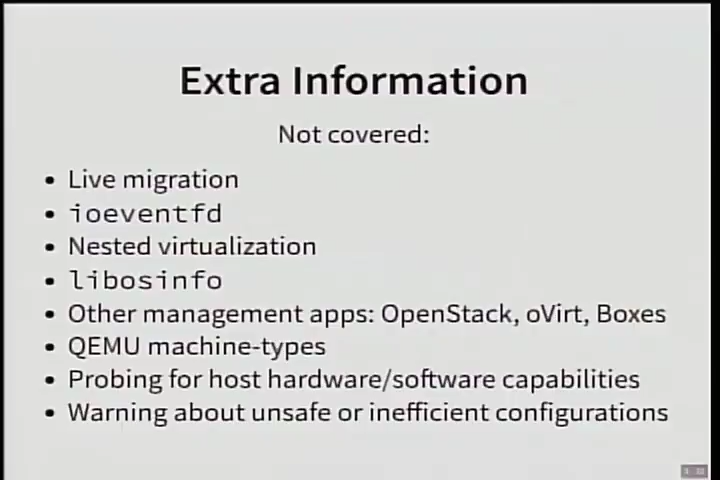 Extra Information
Not covered:
• Live migration
• ioeventfd
• Nested virtualization
• libosinfo
• Other management apps: OpenStack, oVirt, Boxes
• QEMU machine-types
• Probing for host hardware/software capabilities
• Warning about unsafe or inefficient configurations